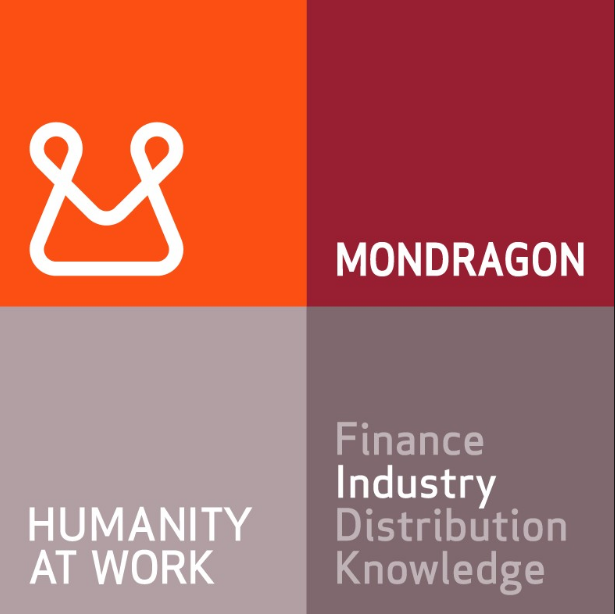 MONDRAGON
HUMANITY
AT WORK
Finance
Industry
Distribution
Knowledge